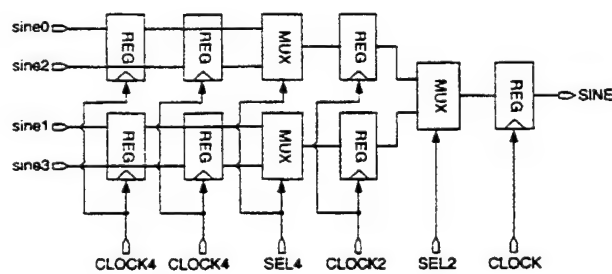 sine0
REG
REG
MUX
REG
sine2
MUX
REG
SINE
sine1
REG
REG
MUX
REG
sine3
CLOCK4
CLOCK4
SEL4
CLOCK2
SEL2
CLOCK